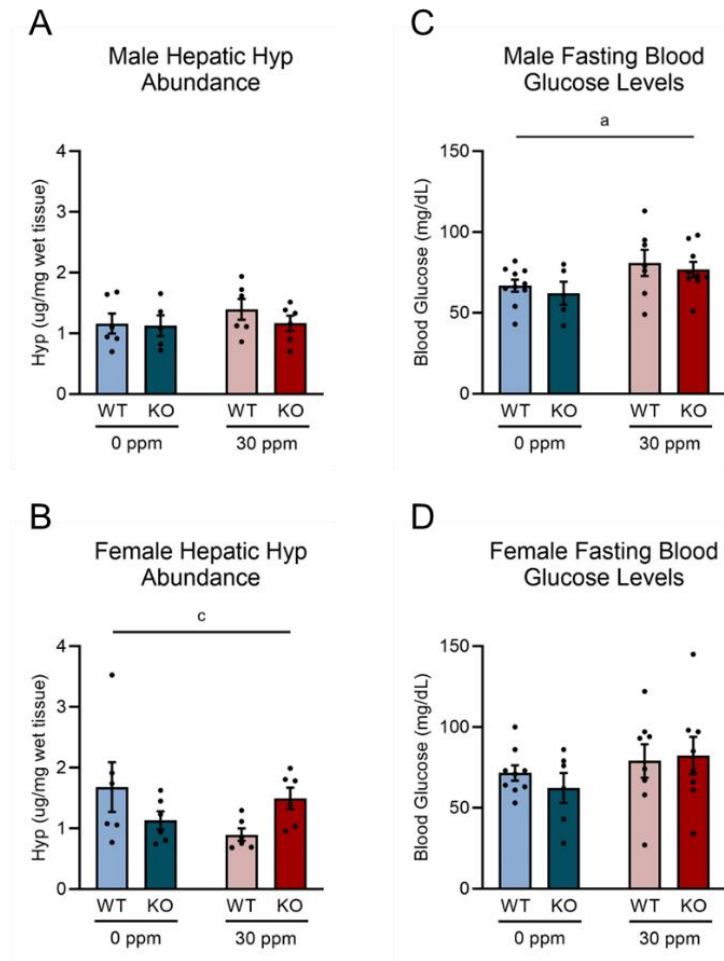 A
Male Hepatic Hyp
Abundance
Hyp (ug/mg wet tissue)
4
3
2
1
0
WT
KO
WT
KO
0 ppm
30 ppm
C
Male Fasting Blood
Glucose Levels
a
Blood Glucose (mg/dL)
150
100
50
0
WT
KO
WT
KO
0 ppm
30 ppm
B
Female Hepatic Hyp
Abundance
c
Hyp (ug/mg wet tissue)
4
3
2
1
0
WT
KO
WT
KO
0 ppm
30 ppm
D
Female Fasting Blood
Glucose Levels
Blood Glucose (mg/dL)
150
100
50
0
WT
KO
WT
KO
0 ppm
30 ppm